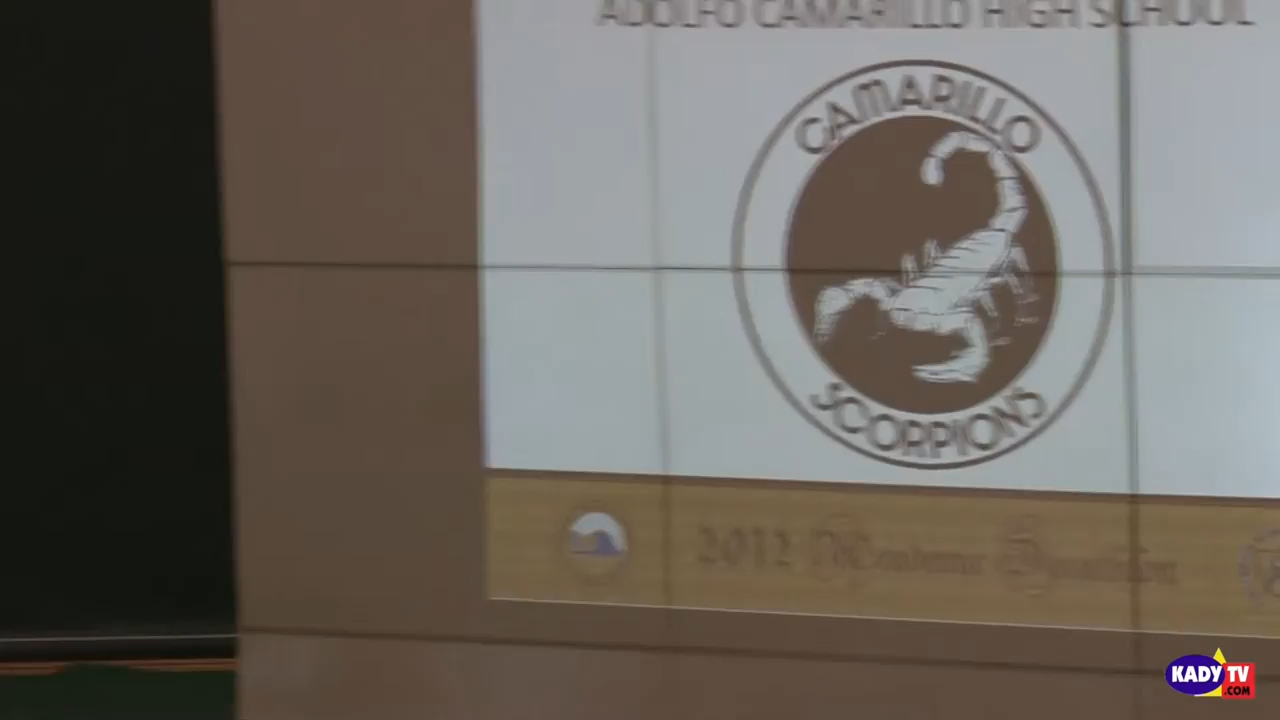 ADOLFO CAMARILLO HIGH SCHOOL
CAMARILLO
SCORPIONS
2012
KADY TV
.COM